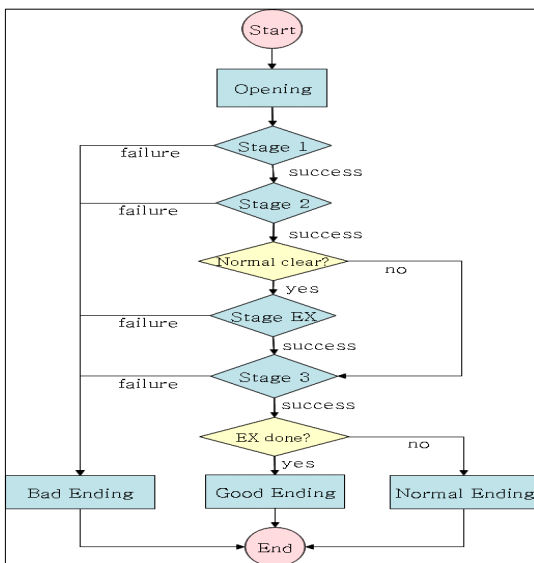 Start
Opening
Stage 1
failure
success
Stage 2
failure
success
Normal clear?
no
yes
Stage EX
failure
success
Stage 3
failure
success
EX done?
no
yes
Bad Ending
Good Ending
Normal Ending
End